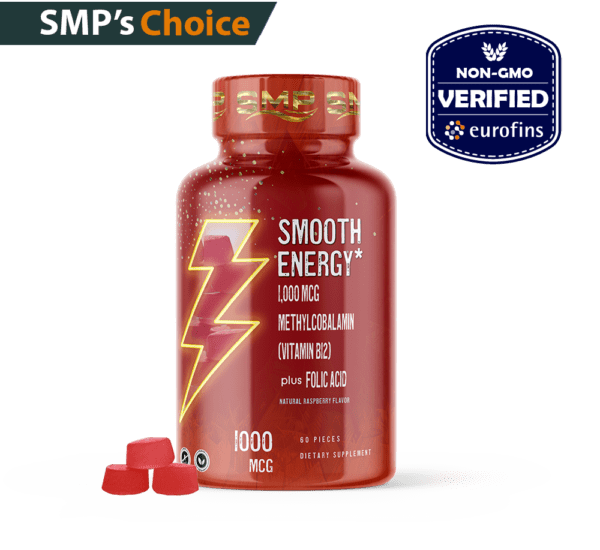 SMP's Choice
NON-GMO
VERIFIED
eurofins
SMP SMP
SMOOTH
ENERGY*
1,000 MCG
METHYLCOBALAMIN
(VITAMIN B12)
plus FOLIC ACID
NATURAL RASPBERRY FLAVOR
1000
MCG
60 PIECES
DIETARY SUPPLEMENT